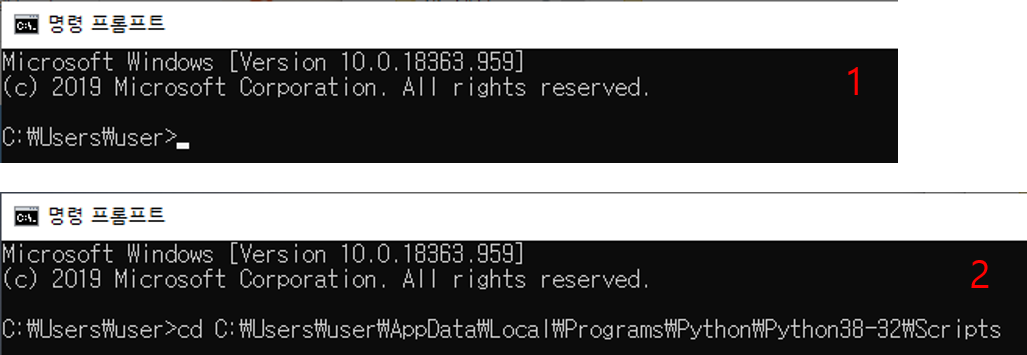 명령 프롬프트
Microsoft Windows [Version 10.0.18363.959]
(c) 2019 Microsoft Corporation. All rights reserved.
1
C:₩Users₩user>
명령 프롬프트
Microsoft Windows [Version 10.0.18363.959]
(c) 2019 Microsoft Corporation. All rights reserved.
2
C:₩Users₩user>cd C:₩Users₩user₩AppData₩Local₩Programs₩Python₩Python38-32₩Scripts